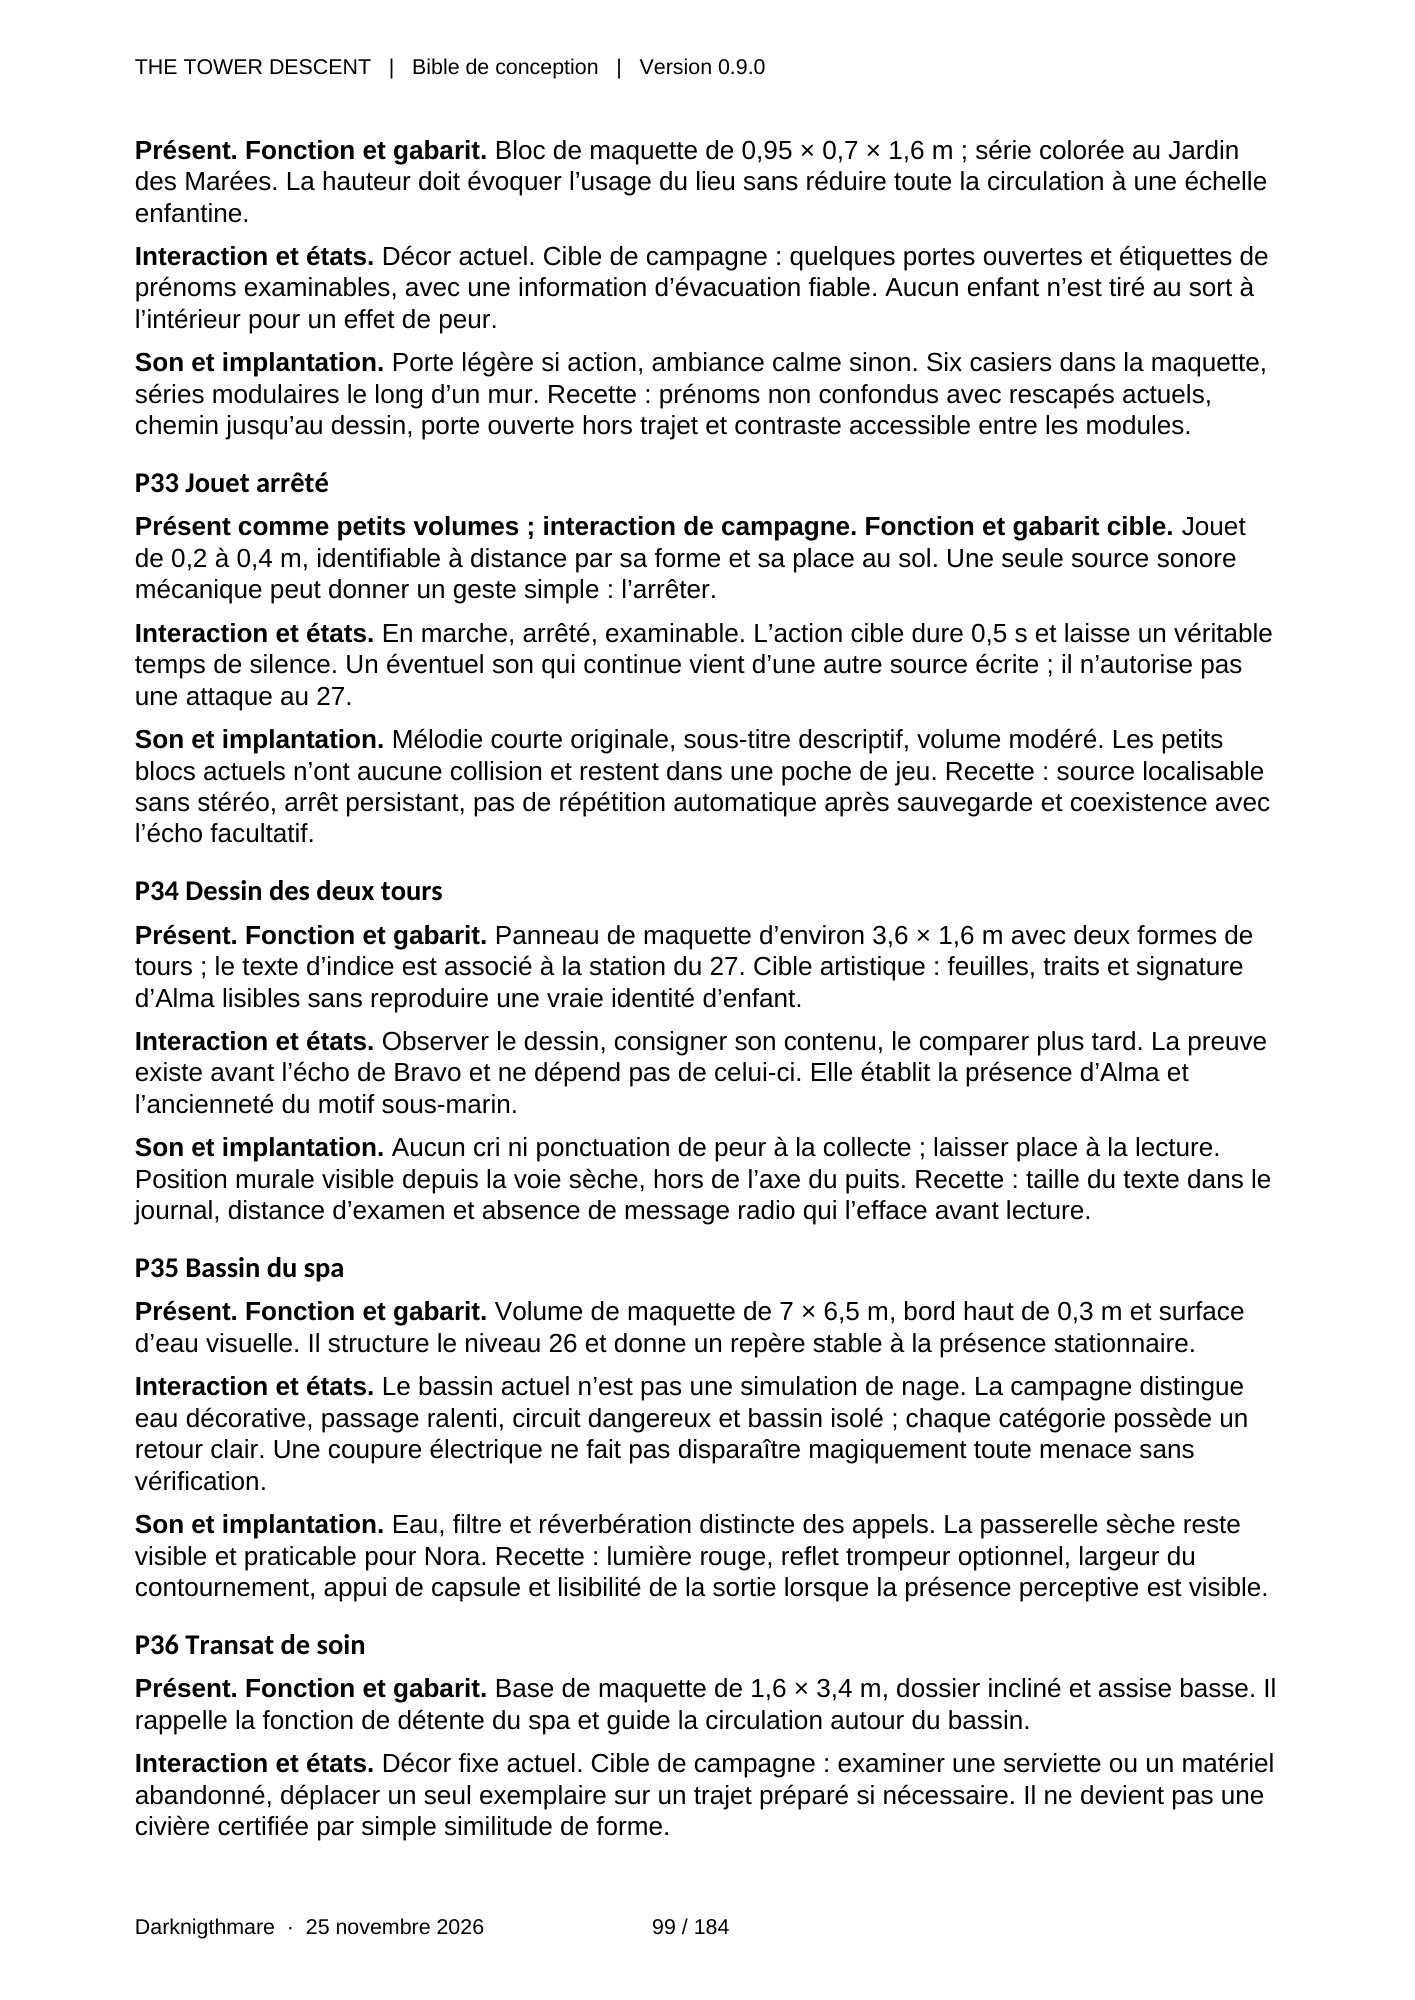 THE TOWER DESCENT | Bible de conception | Version 0.9.0
Présent. Fonction et gabarit. Bloc de maquette de 0,95 × 0,7 × 1,6 m ; série colorée au Jardin
des Marées. La hauteur doit évoquer l’usage du lieu sans réduire toute la circulation à une échelle
enfantine.
Interaction et états. Décor actuel. Cible de campagne : quelques portes ouvertes et étiquettes de
prénoms examinables, avec une information d’évacuation fiable. Aucun enfant n’est tiré au sort à
l’intérieur pour un effet de peur.
Son et implantation. Porte légère si action, ambiance calme sinon. Six casiers dans la maquette,
séries modulaires le long d’un mur. Recette : prénoms non confondus avec rescapés actuels,
chemin jusqu’au dessin, porte ouverte hors trajet et contraste accessible entre les modules.
P33 Jouet arrêté
Présent comme petits volumes ; interaction de campagne. Fonction et gabarit cible. Jouet
de 0,2 à 0,4 m, identifiable à distance par sa forme et sa place au sol. Une seule source sonore
mécanique peut donner un geste simple : l’arrêter.
Interaction et états. En marche, arrêté, examinable. L’action cible dure 0,5 s et laisse un véritable
temps de silence. Un éventuel son qui continue vient d’une autre source écrite ; il n’autorise pas
une attaque au 27.
Son et implantation. Mélodie courte originale, sous-titre descriptif, volume modéré. Les petits
blocs actuels n’ont aucune collision et restent dans une poche de jeu. Recette : source localisable
sans stéréo, arrêt persistant, pas de répétition automatique après sauvegarde et coexistence avec
l’écho facultatif.
P34 Dessin des deux tours
Présent. Fonction et gabarit. Panneau de maquette d’environ 3,6 × 1,6 m avec deux formes de
tours ; le texte d’indice est associé à la station du 27. Cible artistique : feuilles, traits et signature
d’Alma lisibles sans reproduire une vraie identité d’enfant.
Interaction et états. Observer le dessin, consigner son contenu, le comparer plus tard. La preuve
existe avant l’écho de Bravo et ne dépend pas de celui-ci. Elle établit la présence d’Alma et
l’ancienneté du motif sous-marin.
Son et implantation. Aucun cri ni ponctuation de peur à la collecte ; laisser place à la lecture.
Position murale visible depuis la voie sèche, hors de l’axe du puits. Recette : taille du texte dans le
journal, distance d’examen et absence de message radio qui l’efface avant lecture.
P35 Bassin du spa
Présent. Fonction et gabarit. Volume de maquette de 7 × 6,5 m, bord haut de 0,3 m et surface
d’eau visuelle. Il structure le niveau 26 et donne un repère stable à la présence stationnaire.
Interaction et états. Le bassin actuel n’est pas une simulation de nage. La campagne distingue
eau décorative, passage ralenti, circuit dangereux et bassin isolé ; chaque catégorie possède un
retour clair. Une coupure électrique ne fait pas disparaître magiquement toute menace sans
vérification.
Son et implantation. Eau, filtre et réverbération distincte des appels. La passerelle sèche reste
visible et praticable pour Nora. Recette : lumière rouge, reflet trompeur optionnel, largeur du
contournement, appui de capsule et lisibilité de la sortie lorsque la présence perceptive est visible.
P36 Transat de soin
Présent. Fonction et gabarit. Base de maquette de 1,6 × 3,4 m, dossier incliné et assise basse. Il
rappelle la fonction de détente du spa et guide la circulation autour du bassin.
Interaction et états. Décor fixe actuel. Cible de campagne : examiner une serviette ou un matériel
abandonné, déplacer un seul exemplaire sur un trajet préparé si nécessaire. Il ne devient pas une
civière certifiée par simple similitude de forme.
Darknigthmare · 25 novembre 2026 99 / 184